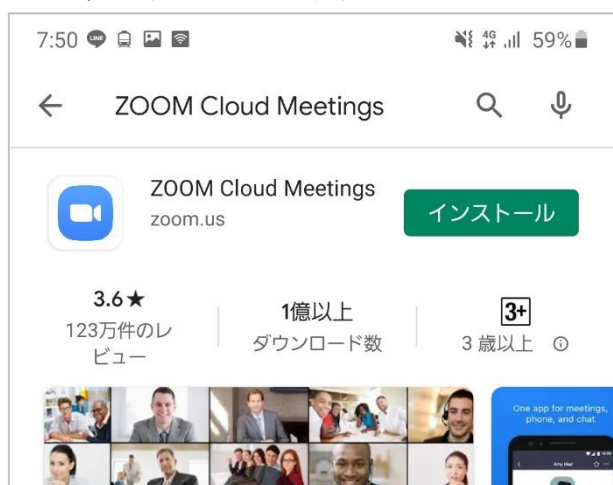 7:50 LINE 4G 59%
ZOOM Cloud Meetings
ZOOM Cloud Meetings
zoom.us
インストール
3.6★
123万件のレ
ビュー
1億以上
ダウンロード数
3+
3 歳以上
One app for meetings,
phone, and chat